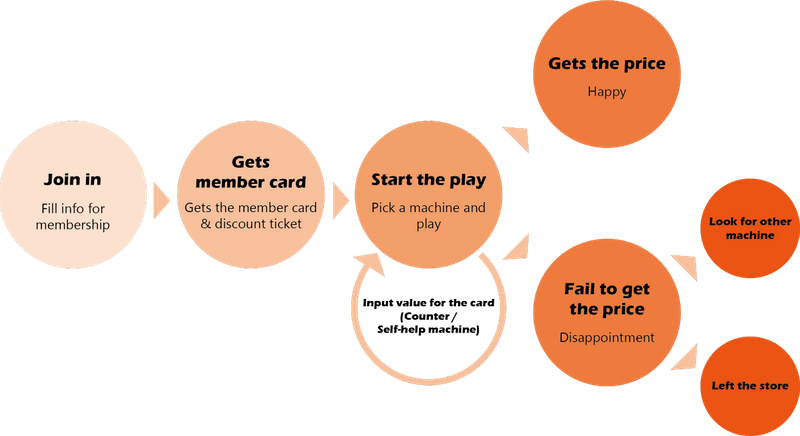 Join in
Fill info for
membership
Gets
member card
Gets the member card
& discount ticket
Start the play
Pick a machine and
play
Input value for the card
(Counter /
Self-help machine)
Gets the price
Happy
Fail to get
the price
Disappointment
Look for other
machine
Left the store